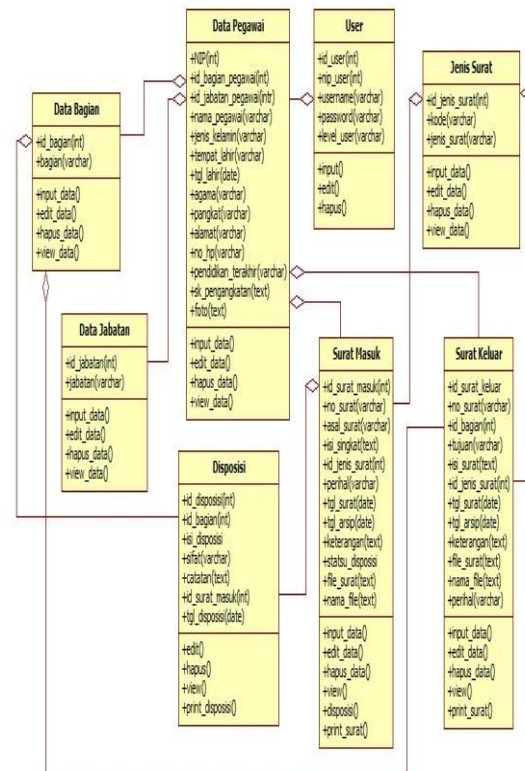 Data Pegawai
+NIP(int)
+id_bagian_pegawai(int)
+id_jabatan_pegawai(intr)
+nama_pegawai(varchar)
+jenis_kelamin(varchar)
+tempat_lahir(varchar)
+tgl_lahir(date)
+agama(varchar)
+pangkat(varchar)
+alamat(varchar)
+no_hp(varchar)
+pendidikan_terakhir(varchar)
+sk_pengangkatan(text)
+foto(text)
+input_data()
+edit_data()
+hapus_data()
+view_data()
User
+id_user(int)
+nip_user(int)
+username(varchar)
+password(varchar)
+level_user(varchar)
+input()
+edit()
+hapus()
Jenis Surat
+id_jenis_surat(int)
+kode(varchar)
+jenis_surat(varchar)
+input_data()
+edit_data()
+hapus_data()
+view_data()
Data Bagian
+id_bagian(int)
+bagian(varchar)
+input_data()
+edit_data()
+hapus_data()
+view_data()
Data Jabatan
+id_jabatan(int)
+jabatan(varchar)
+input_data()
+edit_data()
+hapus_data()
+view_data()
Surat Masuk
+id_surat_masuk(int)
+no_surat(varchar)
+asal_surat(varchar)
+isi_singkat(text)
+id_jenis_surat(int)
+perihal(varchar)
+tgl_surat(date)
+tgl_arsip(date)
+keterangan(text)
+statsu_disposisi
+file_surat(text)
+nama_file(text)
+input_data()
+edit_data()
+hapus_data()
+view()
+disposisi()
+print_surat()
Surat Keluar
+id_surat_keluar
+no_surat(varchar)
+id_bagian(int)
+tujuan(varchar)
+isi_surat(text)
+id_jenis_surat(int)
+tgl_surat(date)
+tgl_arsip(date)
+keterangan(text)
+file_surat(text)
+nama_file(text)
+perihal(varchar)
+input_data()
+edit_data()
+hapus_data()
+view()
+print_surat()
Disposisi
+id_disposisi(int)
+id_bagian(int)
+isi_disposisi
+sifat(varchar)
+catatan(text)
+id_surat_masuk(int)
+tgl_disposisi(date)
+edit()
+hapus()
+view()
+print_disposisi()